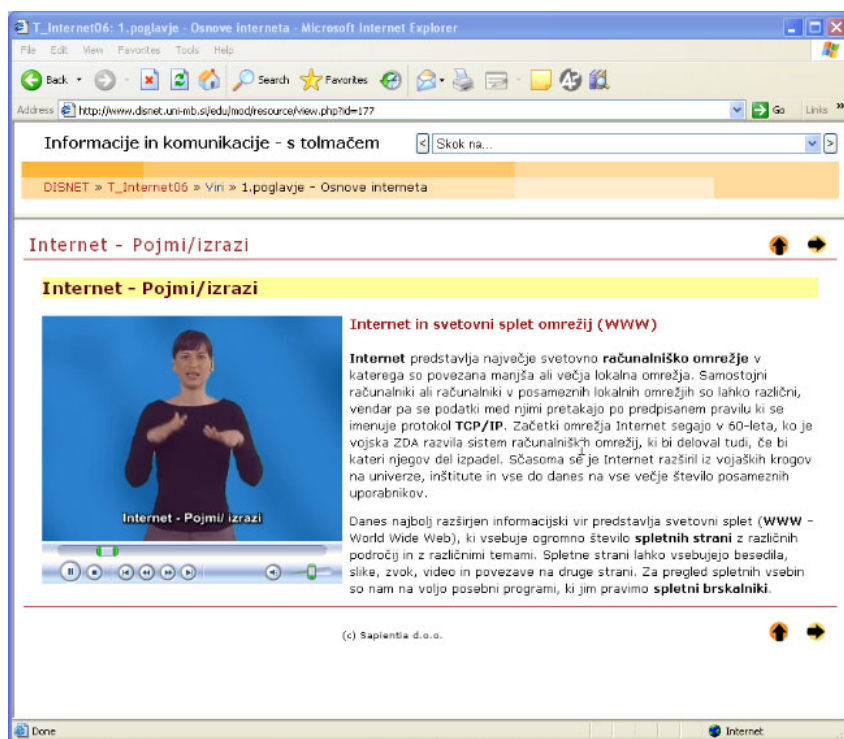 T_Internet06: 1.poglavje - Osnove interneta - Microsoft Internet Explorer
File Edit View Favorites Tools Help
Back Search Favorites
Address http://www.disnet.uni-mb.si/edu/mod/resource/view.php?id=177 Go Links »
Informacije in komunikacije - s tolmačem < Skok na... >
DISNET » T_Internet06 » Viri » 1.poglavje - Osnove interneta
Internet - Pojmi/izrazi
Internet - Pojmi/izrazi
Internet in svetovni splet omrežij (WWW)
Internet predstavlja največje svetovno računalniško omrežje v
katerega so povezana manjša ali večja lokalna omrežja. Samostojni
računalniki ali računalniki v posameznih lokalnih omrežjih so lahko različni,
vendar pa se podatki med njimi pretakajo po predpisanem pravilu ki se
imenuje protokol TCP/IP. Začetki omrežja Internet segajo v 60-leta, ko je
vojska ZDA razvila sistem računalniških omrežij, ki bi deloval tudi, če bi
kateri njegov del izpadel. Sčasoma se je Internet razširil iz vojaških krogov
na univerze, inštitute in vse do danes na vse večje število posameznih
uporabnikov.
Internet - Pojmi/ izrazi
Danes najbolj razširjen informacijski vir predstavlja svetovni splet (WWW -
World Wide Web), ki vsebuje ogromno število spletnih strani z različnih
področij in z različnimi temami. Spletne strani lahko vsebujejo besedila,
slike, zvok, video in povezave na druge strani. Za pregled spletnih vsebin
so nam na voljo posebni programi, ki jim pravimo spletni brskalniki.
(c) Sapientia d.o.o.
Done Internet